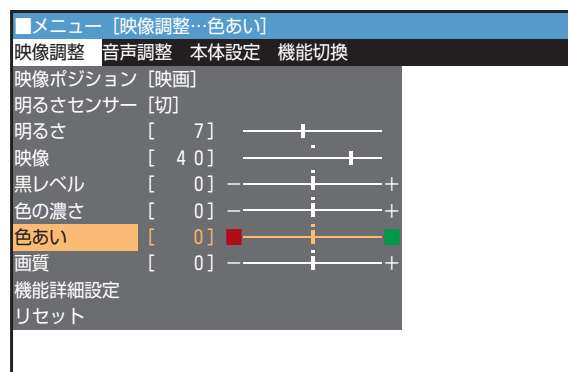 ■メニュー [映像調整…色あい]
映像調整 音声調整 本体設定 機能切換
映像ポジション [映画]
明るさセンサー [切]
明るさ [ 7]
映像 [ 40]
黒レベル [ 0] － ＋
色の濃さ [ 0] － ＋
色あい [ 0]
画質 [ 0] － ＋
機能詳細設定
リセット